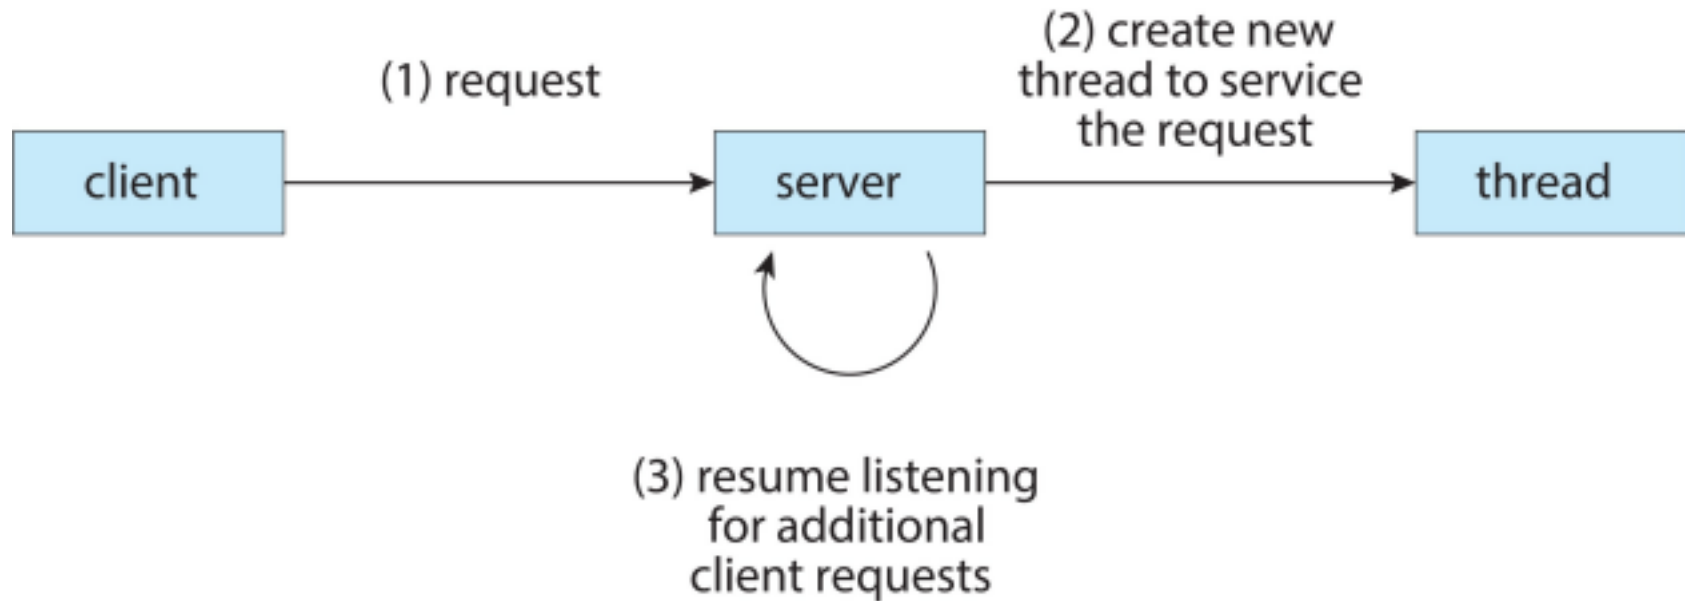 (1) request
(2) create new
thread to service
the request
client
server
thread
(3) resume listening
for additional
client requests